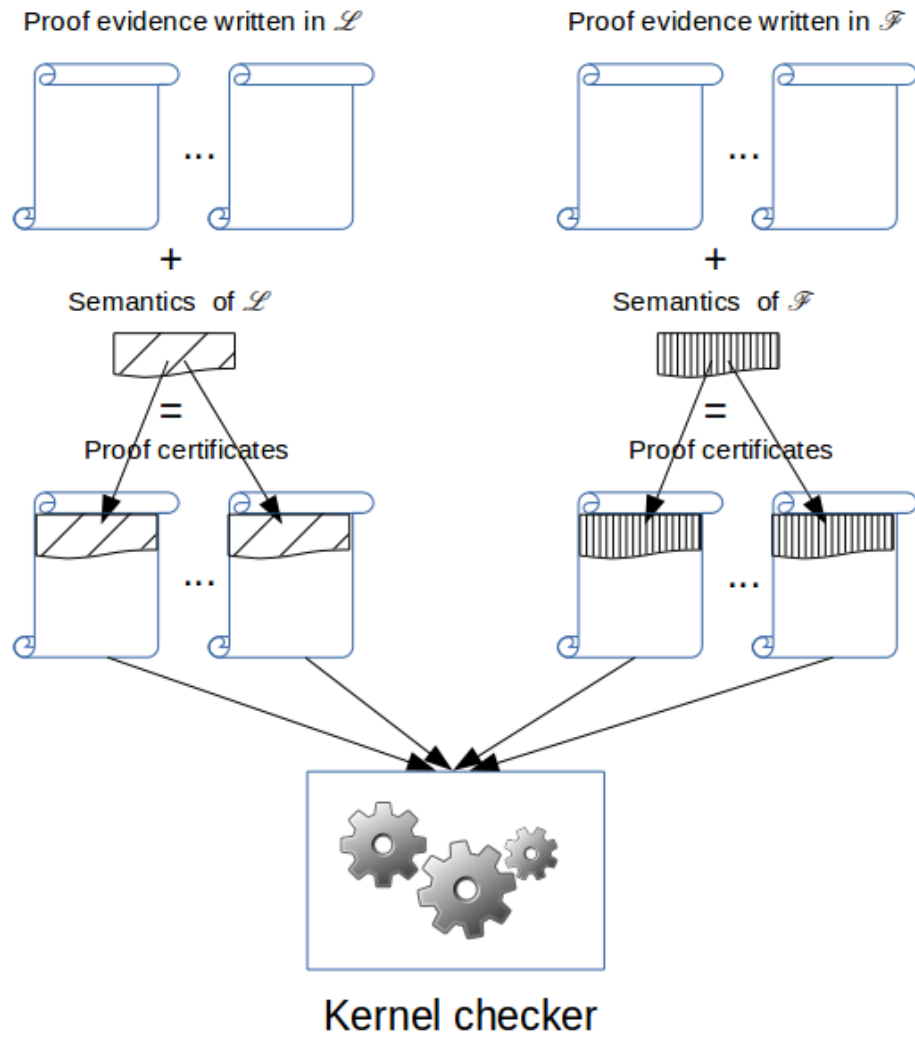 Proof evidence written in ℒ
Proof evidence written in ℱ
...
...
+
+
Semantics of ℒ
Semantics of ℱ
=
=
Proof certificates
Proof certificates
...
...
Kernel checker